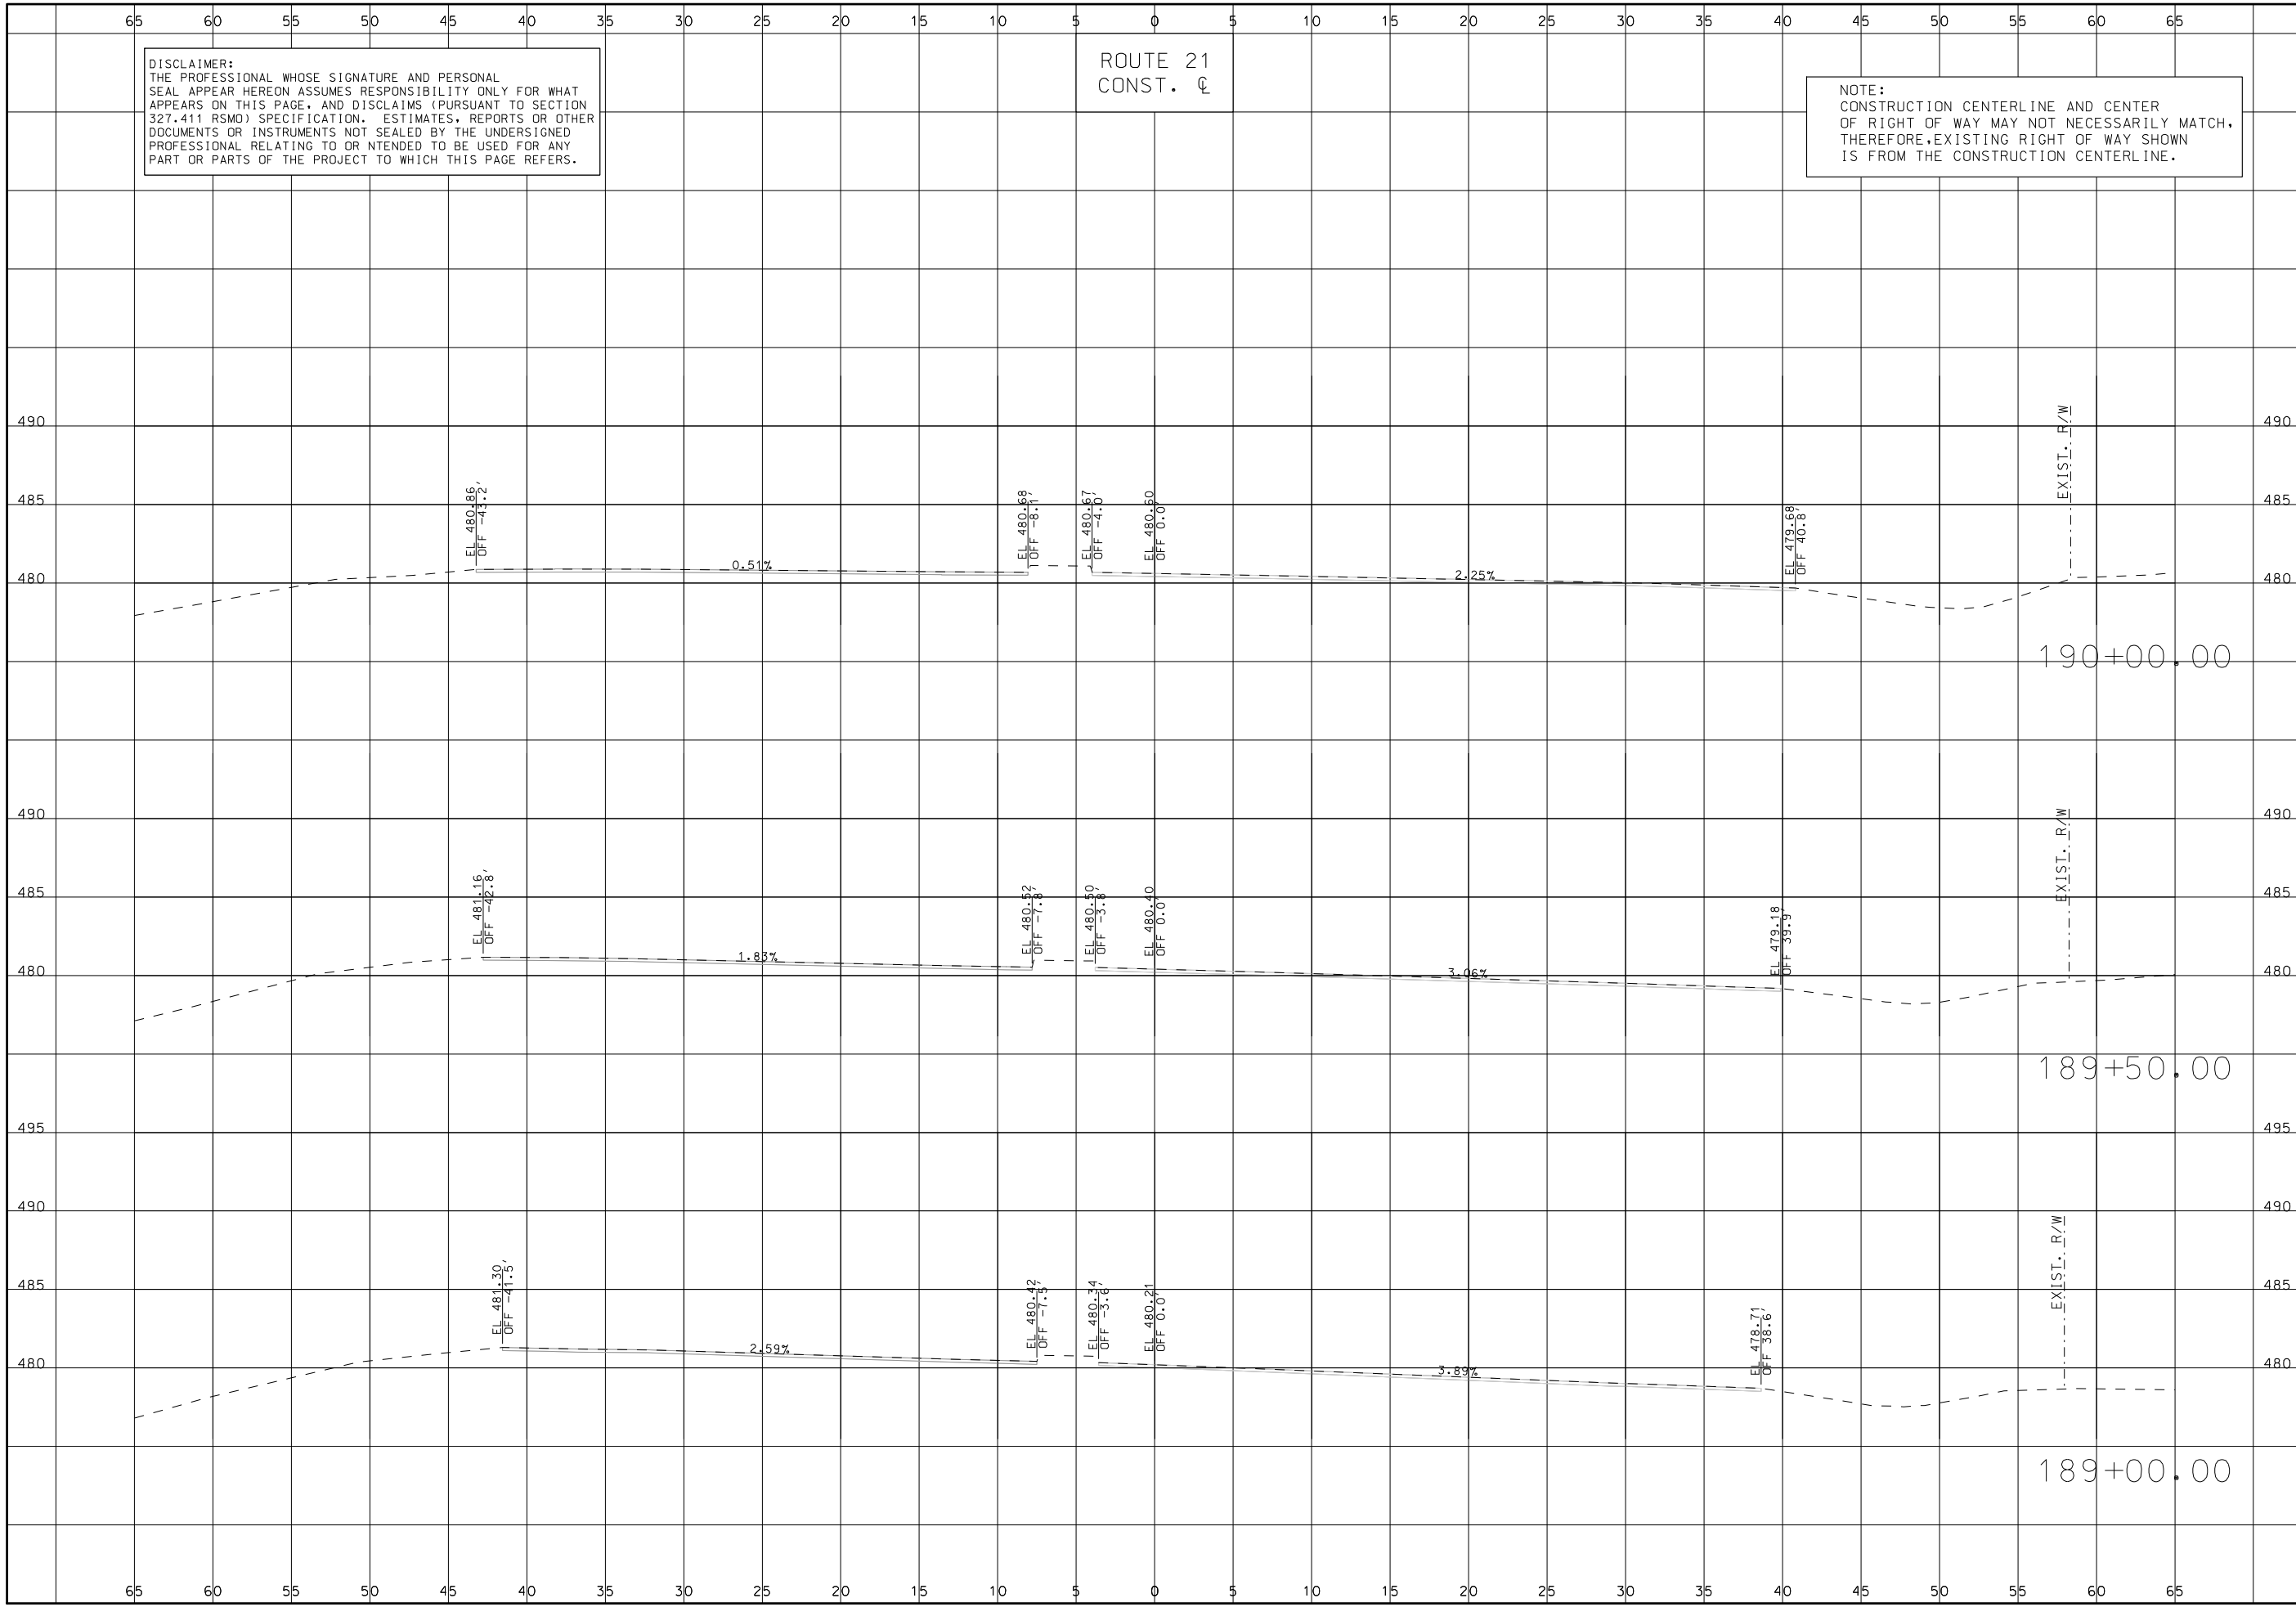 65 60 55 50 45 40 35 30 25 20 15 10 5 0 5 10 15 20 25 30 35 40 45 50 55 60 65
DISCLAIMER:
THE PROFESSIONAL WHOSE SIGNATURE AND PERSONAL
SEAL APPEAR HEREON ASSUMES RESPONSIBILITY ONLY FOR WHAT
APPEARS ON THIS PAGE, AND DISCLAIMS (PURSUANT TO SECTION
327.411 RSMO) SPECIFICATION. ESTIMATES, REPORTS OR OTHER
DOCUMENTS OR INSTRUMENTS NOT SEALED BY THE UNDERSIGNED
PROFESSIONAL RELATING TO OR NTENDED TO BE USED FOR ANY
PART OR PARTS OF THE PROJECT TO WHICH THIS PAGE REFERS.
ROUTE 21
CONST. ℄
NOTE:
CONSTRUCTION CENTERLINE AND CENTER
OF RIGHT OF WAY MAY NOT NECESSARILY MATCH,
THEREFORE,EXISTING RIGHT OF WAY SHOWN
IS FROM THE CONSTRUCTION CENTERLINE.
490 490
485 485
480 480
EL 480.86
OFF -43.2'
0.51%
EL 480.68
OFF -8.1'
EL 480.67
OFF -4.0'
EL 480.60
OFF 0.0'
2.25%
EL 479.68
OFF 40.8'
EXIST. R/W
190+00.00
490 490
485 485
480 480
EL 481.16
OFF -42.8'
1.83%
EL 480.52
OFF -7.8'
EL 480.50
OFF -3.8'
EL 480.40
OFF 0.0'
3.06%
EL 479.18
OFF 39.9'
EXIST. R/W
189+50.00
495 495
490 490
485 485
480 480
EL 481.30
OFF -41.5'
2.59%
EL 480.42
OFF -7.5'
EL 480.34
OFF -3.6'
EL 480.21
OFF 0.0'
3.89%
EL 478.71
OFF 38.6'
EXIST. R/W
189+00.00
65 60 55 50 45 40 35 30 25 20 15 10 5 0 5 10 15 20 25 30 35 40 45 50 55 60 65